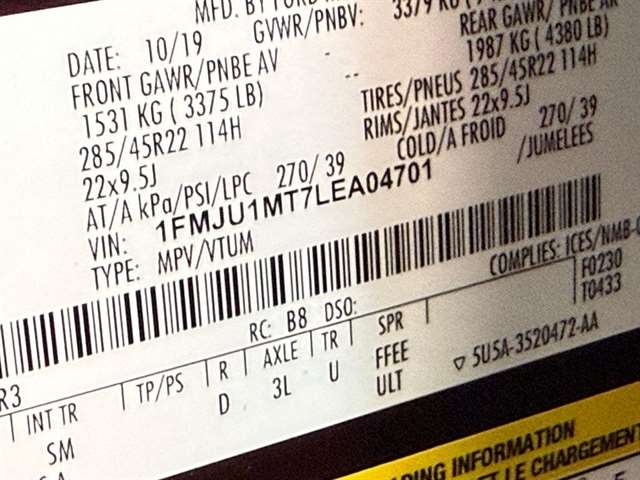 MFD. BY FORD
DATE: 10/19 GVWR/PNBV: 3379 KG
FRONT GAWR/PNBE AV REAR GAWR/ PNBE AR
1531 KG ( 3375 LB) 1987 KG ( 4380 LB)
285/45R22 114H TIRES/PNEUS 285/45R22 114H
22x9.5J RIMS/JANTES 22x9.5J
AT/A kPa/PSI/LPC 270/ 39 COLD/A FROID 270/ 39
VIN: 1FMJU1MT7LEA04701 /JUMELEES
TYPE: MPV/VTUM
COMPLIES: ICES/NMB-
F0230
T0433
RC: B8 DSO:
R3
INT TR TP/PS R AXLE TR SPR
SM D 3L U FFEE
ULT
5U5A-3520472-AA
DING INFORMATION
ET LE CHARGEMENT